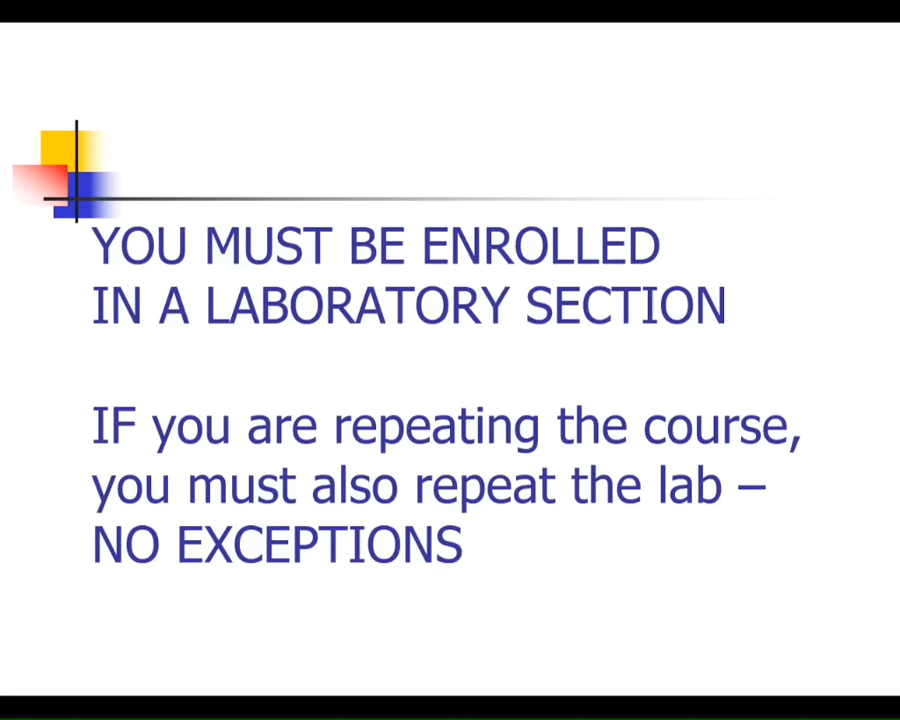 YOU MUST BE ENROLLED
IN A LABORATORY SECTION
IF you are repeating the course,
you must also repeat the lab –
NO EXCEPTIONS